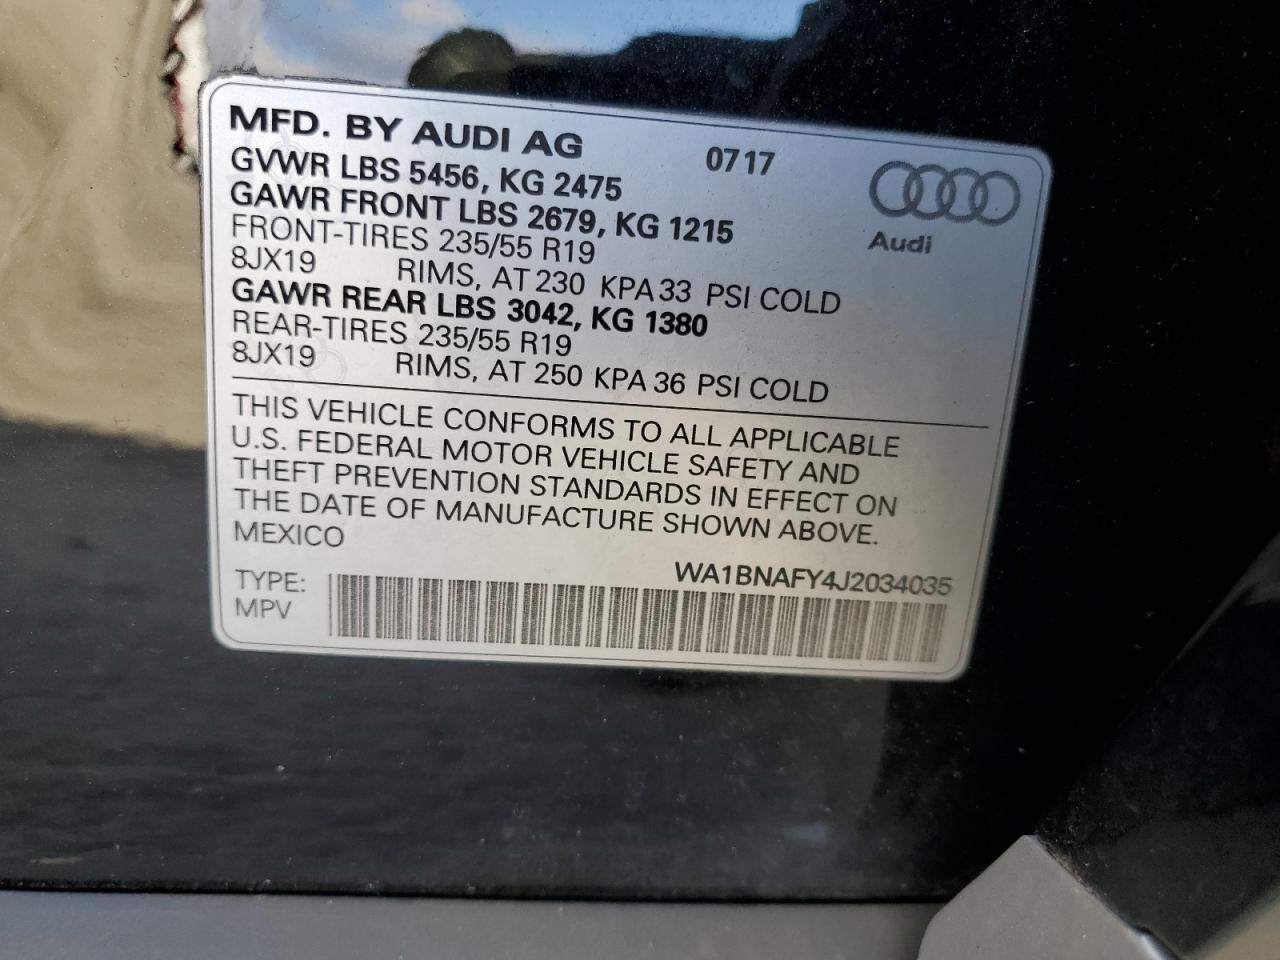 MFD. BY AUDI AG 0717
GVWR LBS 5456, KG 2475
GAWR FRONT LBS 2679, KG 1215
FRONT-TIRES 235/55 R19
8JX19 RIMS, AT 230 KPA 33 PSI COLD
GAWR REAR LBS 3042, KG 1380
REAR-TIRES 235/55 R19
8JX19 RIMS, AT 250 KPA 36 PSI COLD
Audi
THIS VEHICLE CONFORMS TO ALL APPLICABLE
U.S. FEDERAL MOTOR VEHICLE SAFETY AND
THEFT PREVENTION STANDARDS IN EFFECT ON
THE DATE OF MANUFACTURE SHOWN ABOVE.
MEXICO
WA1BNAFY4J2034035
TYPE:
MPV